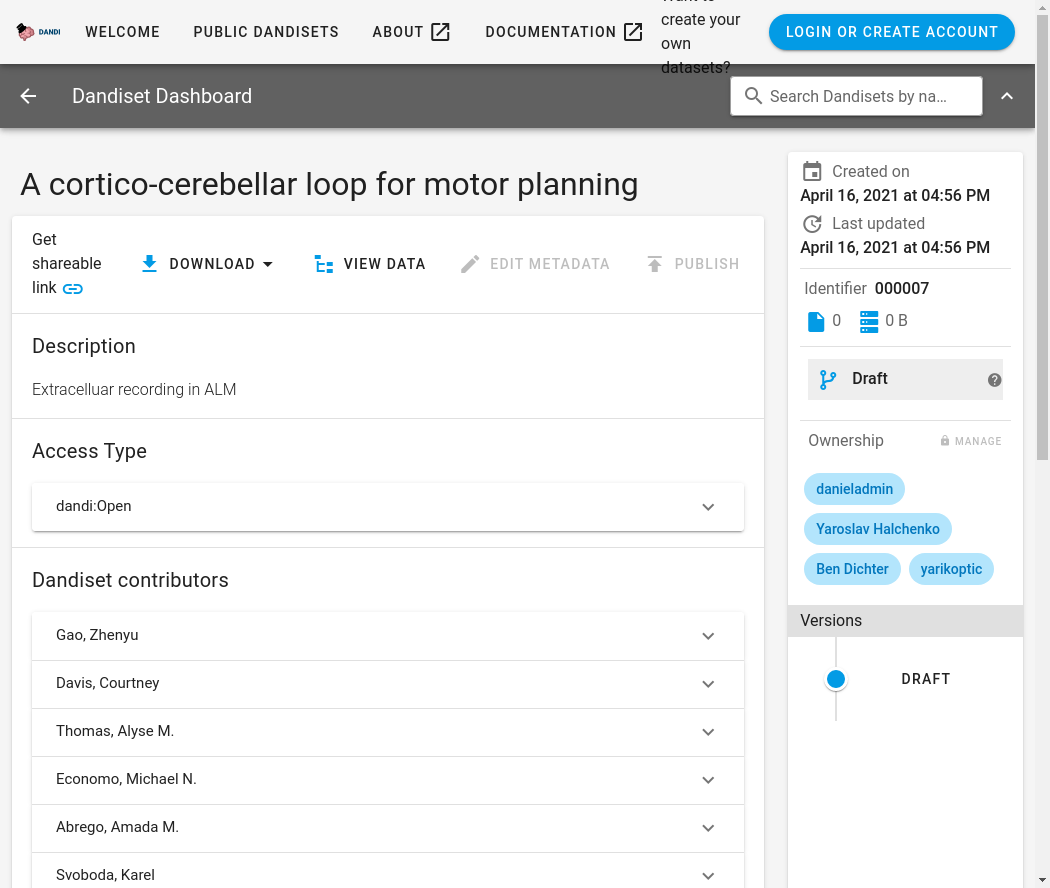 DANDI
WELCOME
PUBLIC DANDISETS
ABOUT
DOCUMENTATION
create your
own
datasets?
LOGIN OR CREATE ACCOUNT
Dandiset Dashboard
Search Dandisets by na…
A cortico-cerebellar loop for motor planning
Get
shareable
link
DOWNLOAD
VIEW DATA
EDIT METADATA
PUBLISH
Description
Extracelluar recording in ALM
Access Type
dandi:Open
Dandiset contributors
Gao, Zhenyu
Davis, Courtney
Thomas, Alyse M.
Economo, Michael N.
Abrego, Amada M.
Svoboda, Karel
Created on
April 16, 2021 at 04:56 PM
Last updated
April 16, 2021 at 04:56 PM
Identifier 000007
0 0 B
Draft ?
Ownership MANAGE
danieladmin
Yaroslav Halchenko
Ben Dichter yarikoptic
Versions
DRAFT